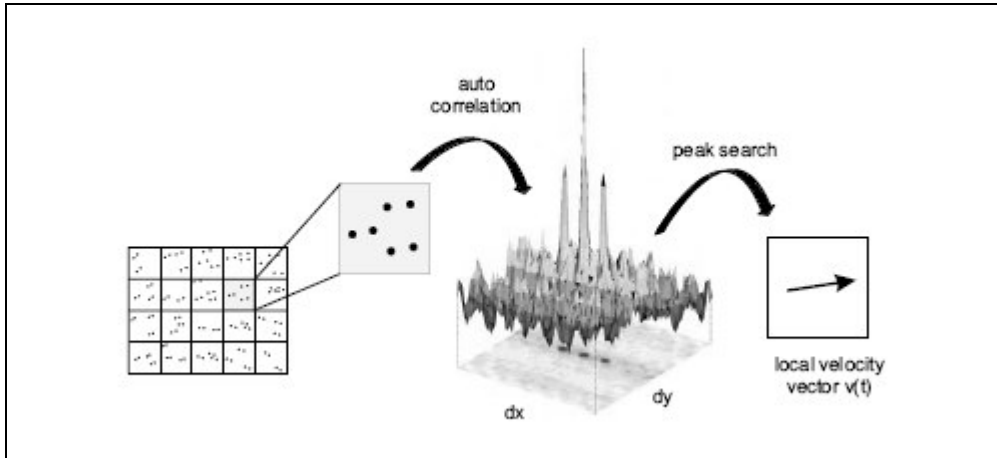 auto
correlation
peak search
dx
dy
local velocity
vector v(t)